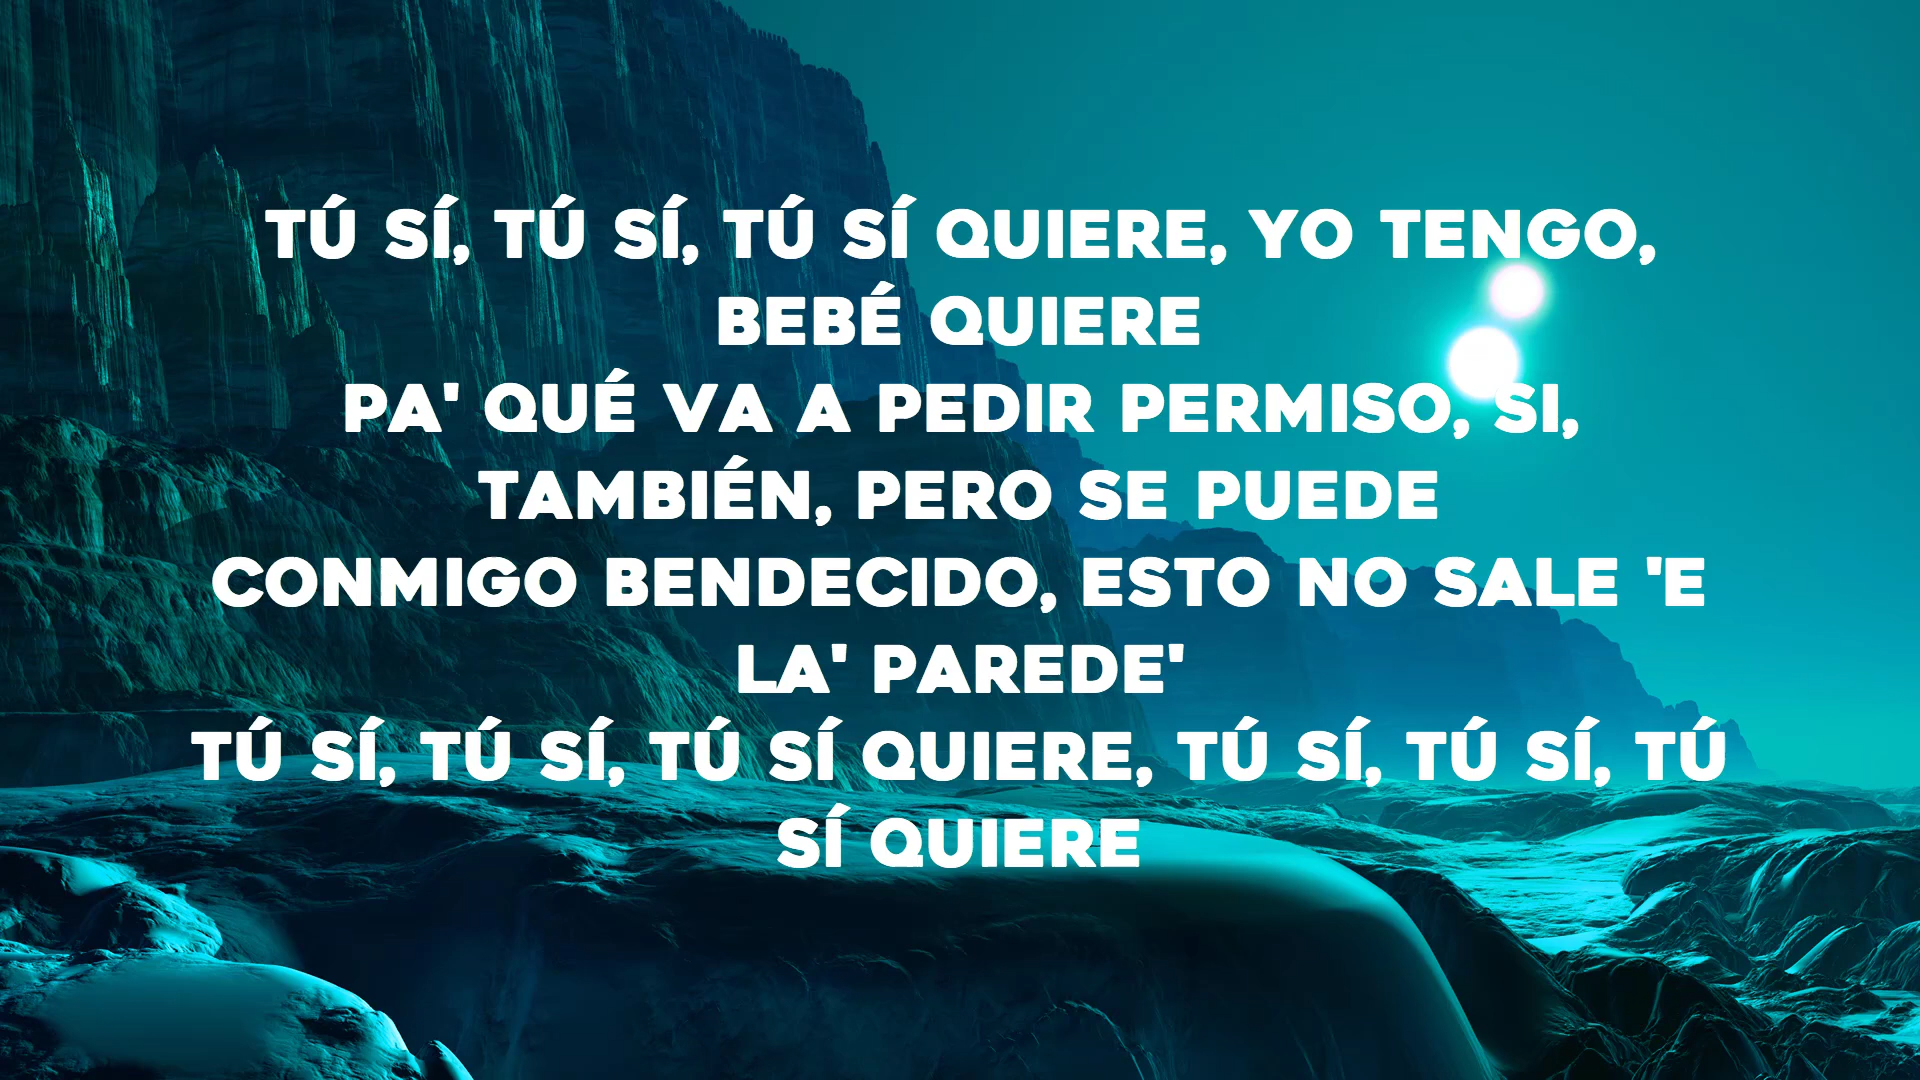 TÚ SÍ, TÚ SÍ, TÚ SÍ QUIERE, YO TENGO,
BEBÉ QUIERE
PA' QUÉ VA A PEDIR PERMISO, SI,
TAMBIÉN, PERO SE PUEDE
CONMIGO BENDECIDO, ESTO NO SALE 'E
LA' PAREDE'
TÚ SÍ, TÚ SÍ, TÚ SÍ QUIERE, TÚ SÍ, TÚ SÍ, TÚ
SÍ QUIERE